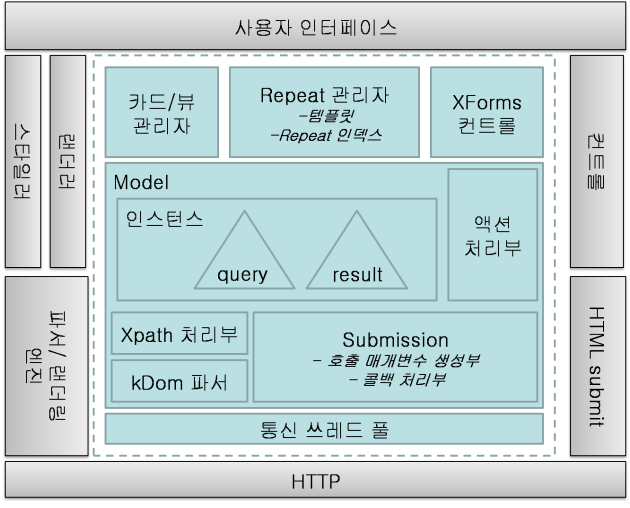 사용자 인터페이스
스타일러
랜더러
카드/뷰
관리자
Repeat 관리자
-템플릿
-Repeat 인덱스
XForms
컨트롤
컨트롤
Model
인스턴스
query
result
액션
처리부
파서/ 랜더링
엔진
Xpath 처리부
kDom 파서
Submission
- 호출 매개변수 생성부
- 콜백 처리부
HTML submit
통신 쓰레드 풀
HTTP